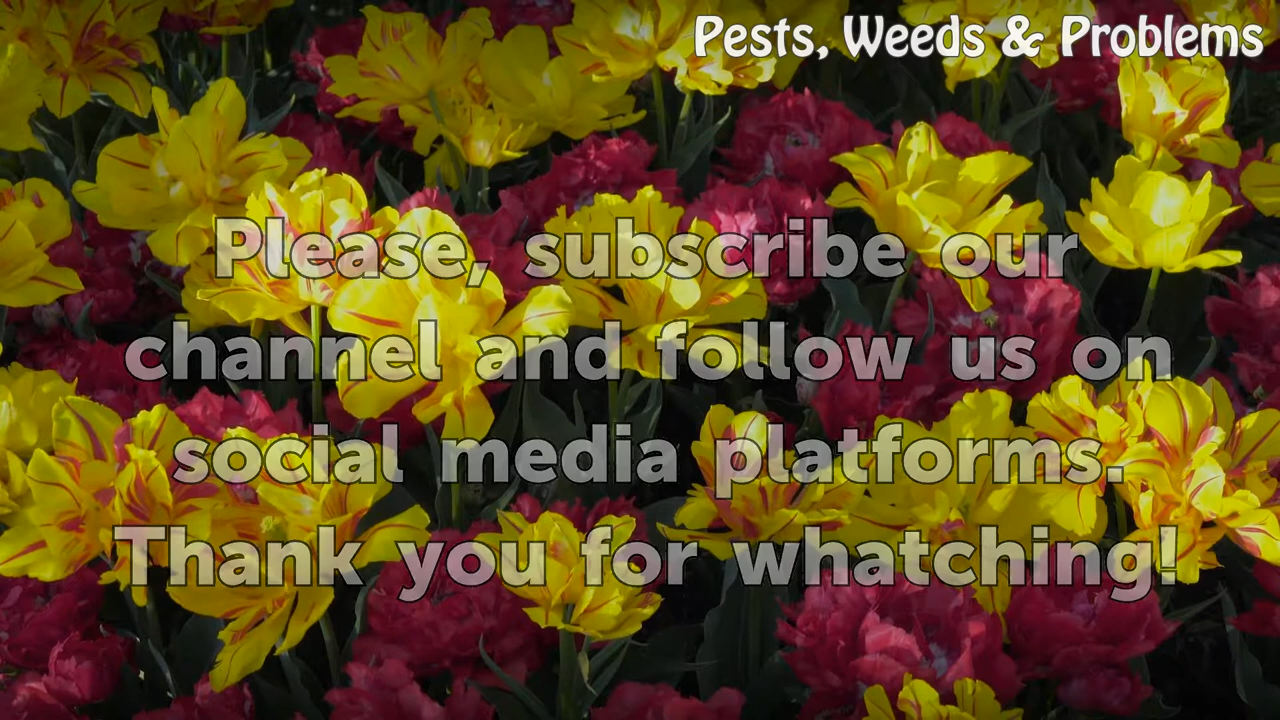 Pests, Weeds & Problems
Please, subscribe our
channel and follow us on
social media platforms.
Thank you for whatching!